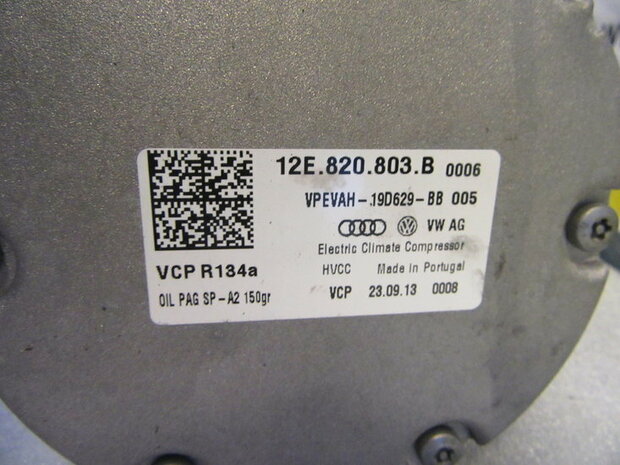 12E.820.803.B 0006
VPEVAH-19D629-BB 005
VW AG
Electric Climate Compressor
VCP R134a
HVCC Made in Portugal
OIL PAG SP-A2 150gr
VCP 23.09.13 0008